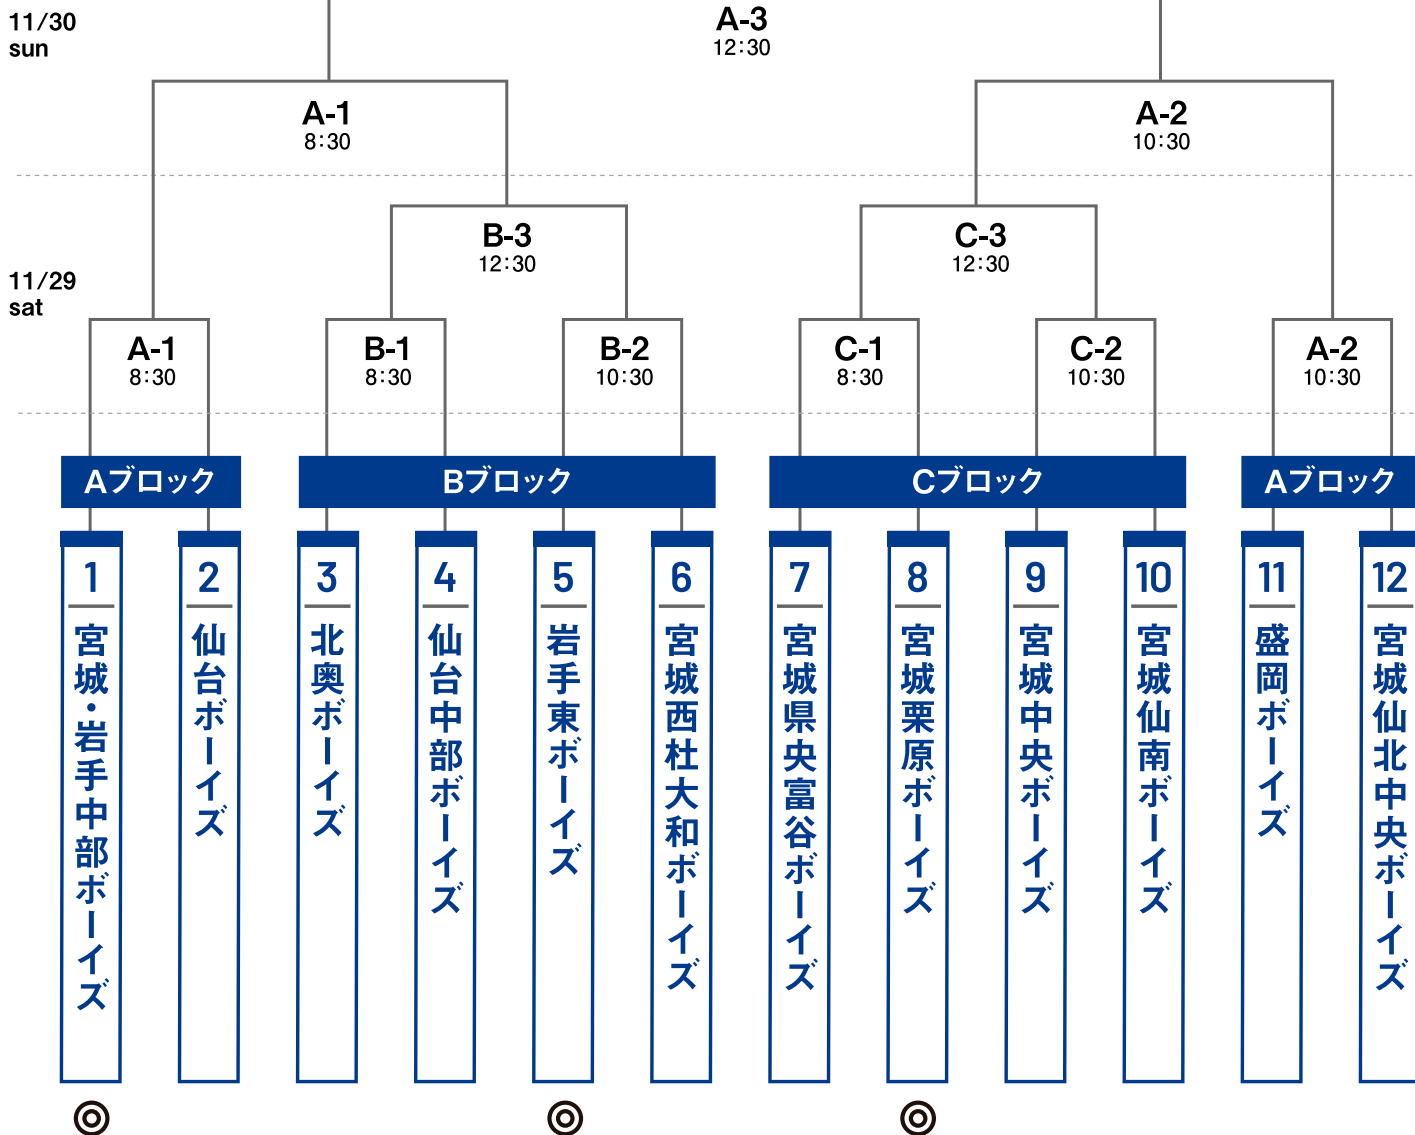 11/30
sun
A-3
12:30
A-1
8:30
A-2
10:30
B-3
12:30
C-3
12:30
11/29
sat
A-1
8:30
B-1
8:30
B-2
10:30
C-1
8:30
C-2
10:30
A-2
10:30
Aブロック
Bブロック
Cブロック
Aブロック
1
宮城・岩手中部ボーイズ
2
仙台ボーイズ
3
北奥ボーイズ
4
仙台中部ボーイズ
5
岩手東ボーイズ
6
宮城西杜大和ボーイズ
7
宮城県央富谷ボーイズ
8
宮城栗原ボーイズ
9
宮城中央ボーイズ
10
宮城仙南ボーイズ
11
盛岡ボーイズ
12
宮城仙北中央ボーイズ
◎
◎
◎